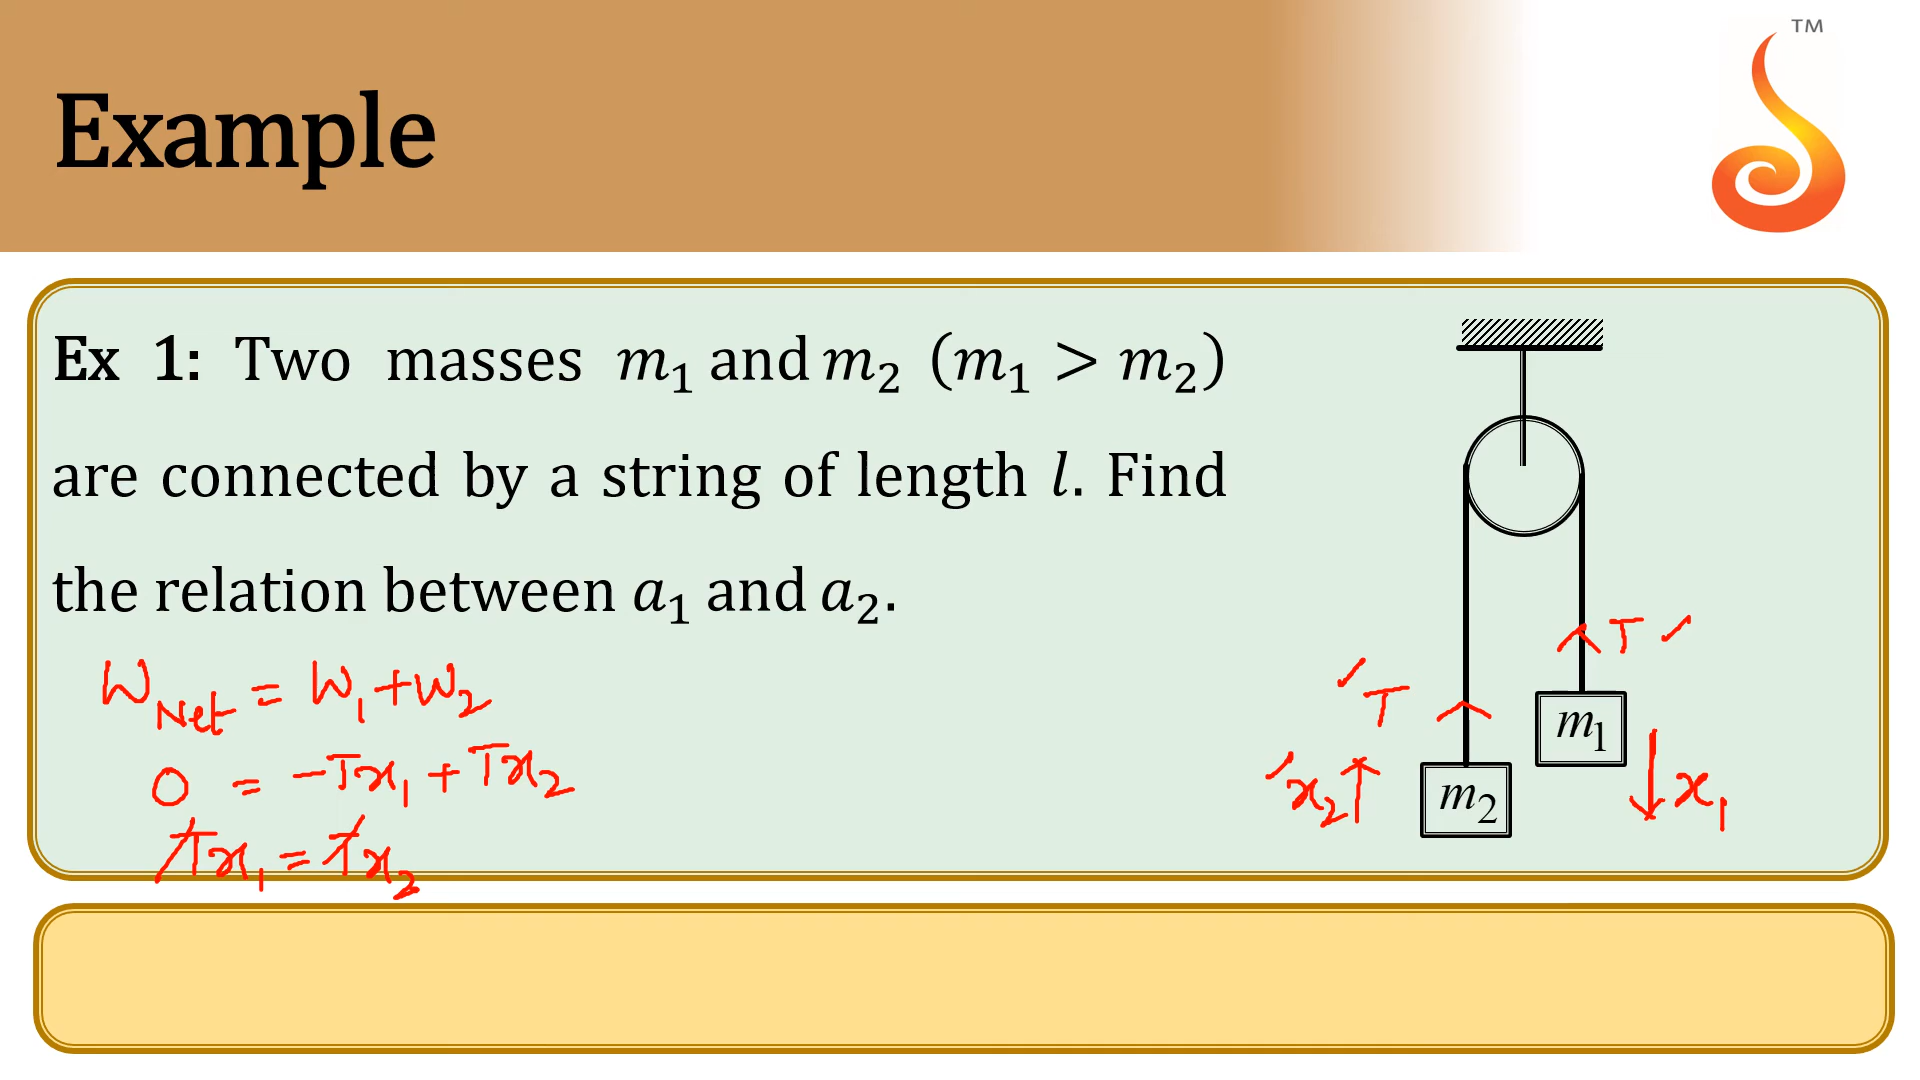 TM
Example
Ex 1: Two masses m₁ and m₂ (m₁ > m₂)
are connected by a string of length l. Find
the relation between a₁ and a₂.
W_Net = W₁ + W₂
0 = -Tx₁ + Tx₂
Tx₁ = Tx₂
T
T
m₁
x₁
m₂
x₂